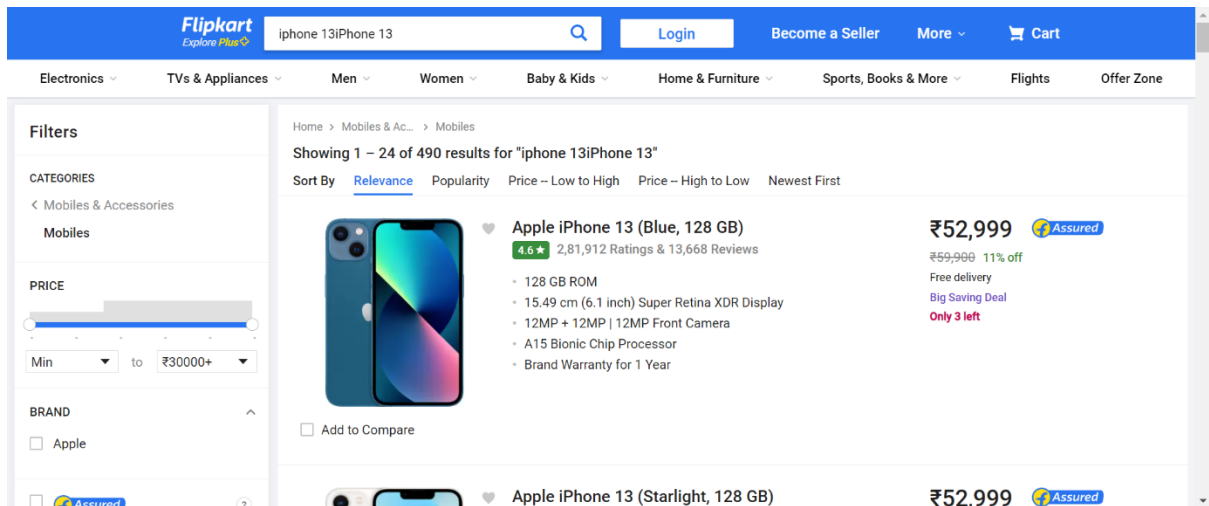 Flipkart
Explore Plus
iphone 13iPhone 13
Login
Become a Seller
More
Cart
Electronics
TVs & Appliances
Men
Women
Baby & Kids
Home & Furniture
Sports, Books & More
Flights
Offer Zone
Filters
CATEGORIES
Mobiles & Accessories
Mobiles
PRICE
Min
to
₹30000+
BRAND
Apple
Assured
?
Home > Mobiles & Ac... > Mobiles
Showing 1 – 24 of 490 results for "iphone 13iPhone 13"
Sort By Relevance Popularity Price -- Low to High Price -- High to Low Newest First
Apple iPhone 13 (Blue, 128 GB)
4.6★ 2,81,912 Ratings & 13,668 Reviews
128 GB ROM
15.49 cm (6.1 inch) Super Retina XDR Display
12MP + 12MP | 12MP Front Camera
A15 Bionic Chip Processor
Brand Warranty for 1 Year
₹52,999 Assured
₹59,900 11% off
Free delivery
Big Saving Deal
Only 3 left
Add to Compare
Apple iPhone 13 (Starlight, 128 GB)
₹52,999 Assured